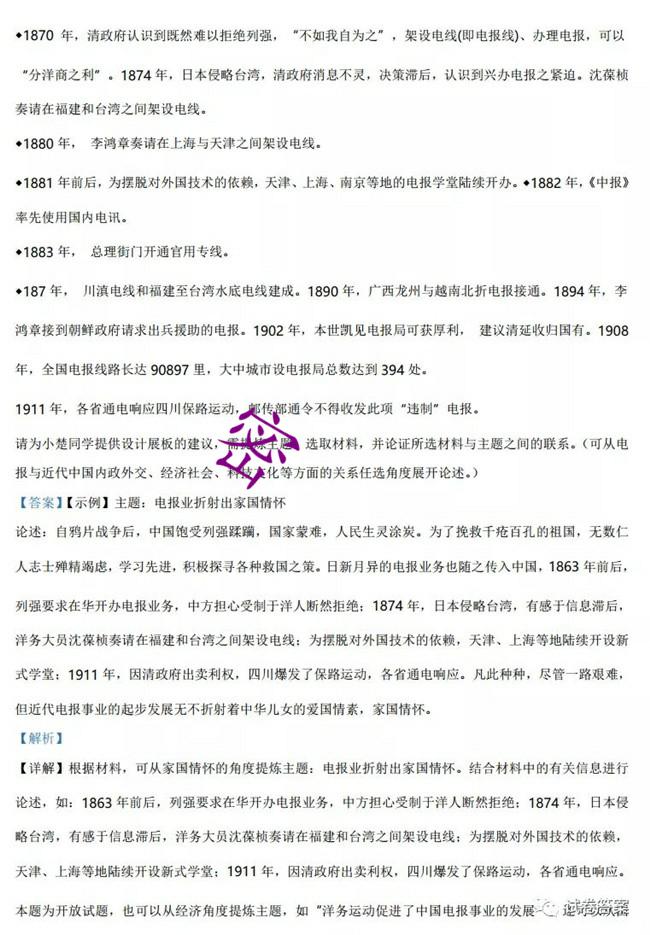 ◆1870 年，清政府认识到既然难以拒绝列强，“不如我自为之”，架设电线(即电报线)、办理电报，可以
“分洋商之利”。1874 年，日本侵略台湾，清政府消息不灵，决策滞后，认识到兴办电报之紧迫。沈葆桢
奏请在福建和台湾之间架设电线。
◆1880 年， 李鸿章奏请在上海与天津之间架设电线。
◆1881 年前后，为摆脱对外国技术的依赖，天津、上海、南京等地的电报学堂陆续开办。◆1882 年，《中报》
率先使用国内电讯。
◆1883 年， 总理街门开通官用专线。
◆187 年， 川滇电线和福建至台湾水底电线建成。1890 年，广西龙州与越南北折电报接通。1894 年，李
鸿章接到朝鲜政府请求出兵援助的电报。1902 年，本世凯见电报局可获厚利， 建议清延收归国有。1908
年，全国电报线路长达 90897 里，大中城市设电报局总数达到 394 处。
1911 年，各省通电响应四川保路运动，邮传部通令不得收发此项“违制”电报。
请为小楚同学提供设计展板的建议，需提炼主题，选取材料，并论证所选材料与主题之间的联系。（可从电
报与近代中国内政外交、经济社会、科技文化等方面的关系任选角度展开论述。）
【答案】【示例】主题：电报业折射出家国情怀
论述：自鸦片战争后，中国饱受列强蹂躏，国家蒙难，人民生灵涂炭。为了挽救千疮百孔的祖国，无数仁
人志士殚精竭虑，学习先进，积极探寻各种救国之策。日新月异的电报业务也随之传入中国，1863 年前后，
列强要求在华开办电报业务，中方担心受制于洋人断然拒绝；1874 年，日本侵略台湾，有感于信息滞后，
洋务大员沈葆桢奏请在福建和台湾之间架设电线；为摆脱对外国技术的依赖，天津、上海等地陆续开设新
式学堂；1911 年，因清政府出卖利权，四川爆发了保路运动，各省通电响应。凡此种种，尽管一路艰难，
但近代电报事业的起步发展无不折射着中华儿女的爱国情素，家国情怀。
【解析】
【详解】根据材料，可从家国情怀的角度提炼主题：电报业折射出家国情怀。结合材料中的有关信息进行
论述，如：1863 年前后，列强要求在华开办电报业务，中方担心受制于洋人断然拒绝；1874 年，日本侵
略台湾，有感于信息滞后，洋务大员沈葆桢奏请在福建和台湾之间架设电线；为摆脱对外国技术的依赖，
天津、上海等地陆续开设新式学堂；1911 年，因清政府出卖利权，四川爆发了保路运动，各省通电响应。
本题为开放试题，也可以从经济角度提炼主题，如“洋务运动促进了中国电报事业的发展
试卷答案